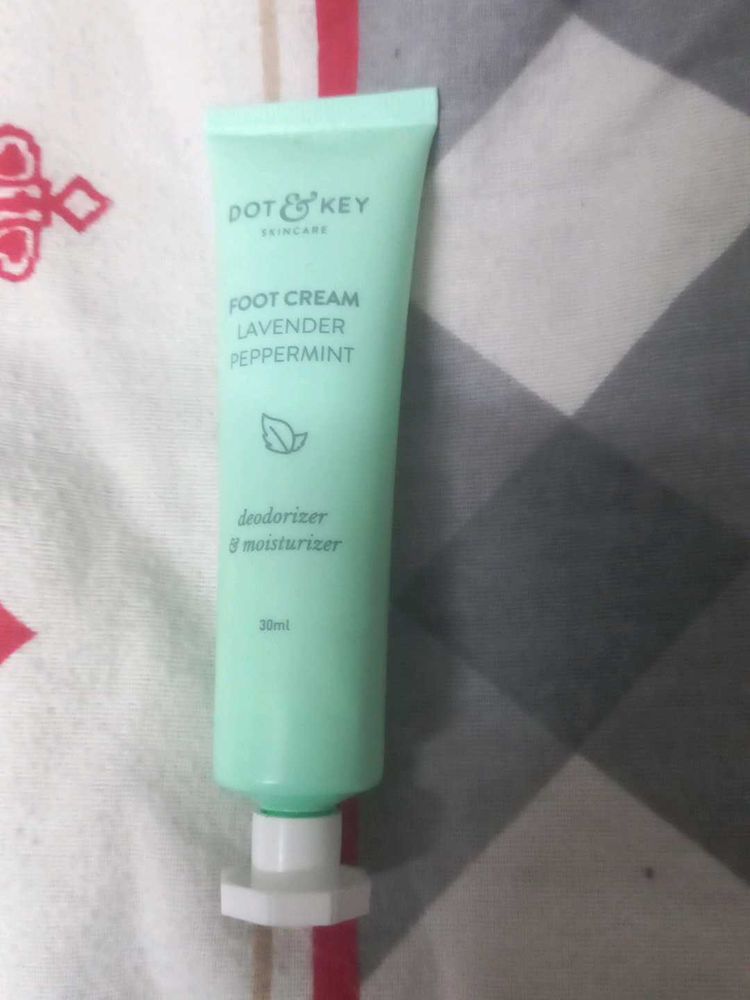 DOT & KEY
SKINCARE
FOOT CREAM
LAVENDER
PEPPERMINT
deodorizer
& moisturizer
30ml